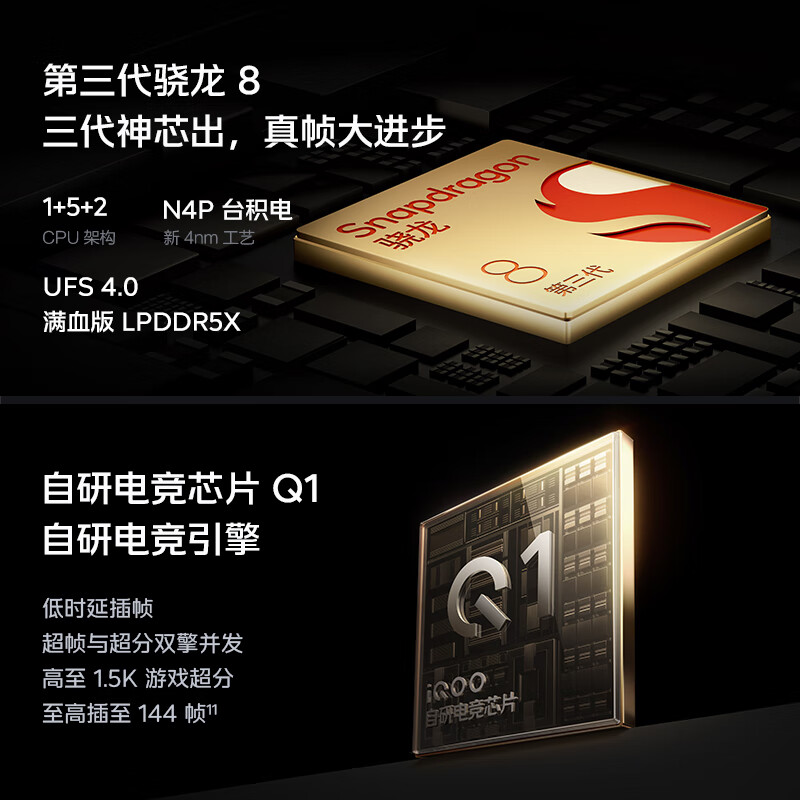 第三代骁龙 8
三代神芯出，真帧大进步
1+5+2
CPU 架构
N4P 台积电
新 4nm 工艺
UFS 4.0
满血版 LPDDR5X
Snapdragon
骁龙
8
第三代
自研电竞芯片 Q1
自研电竞引擎
低时延插帧
超帧与超分双擎并发
高至 1.5K 游戏超分
至高插至 144 帧¹¹
Q1
iQOO
自研电竞芯片